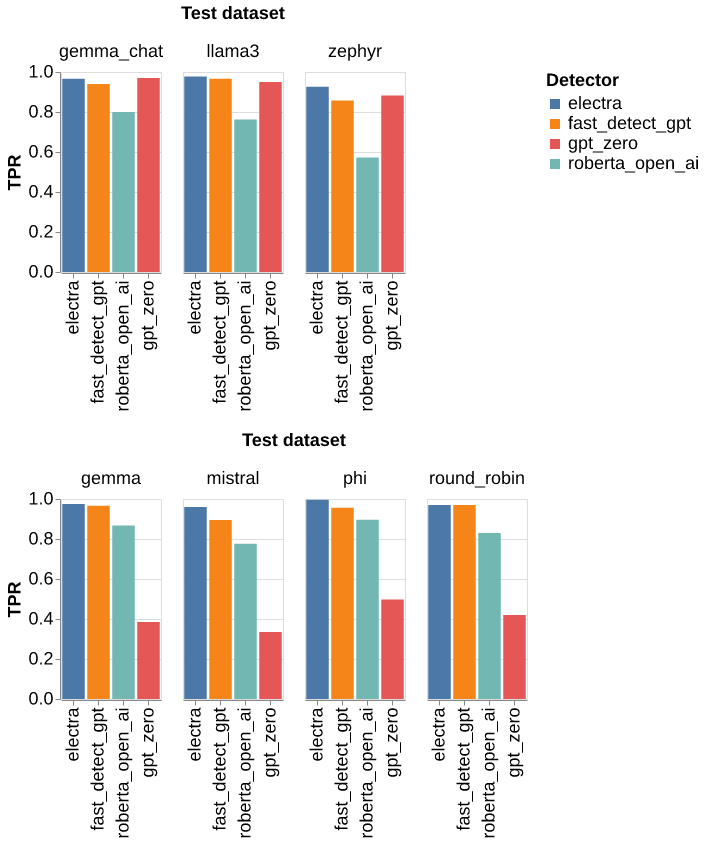 Test dataset
gemma_chat llama3 zephyr
1.0
0.8
0.6
0.4
0.2
0.0
TPR
electra
fast_detect_gpt
roberta_open_ai
gpt_zero
electra
fast_detect_gpt
roberta_open_ai
gpt_zero
electra
fast_detect_gpt
roberta_open_ai
gpt_zero
Detector
electra
fast_detect_gpt
gpt_zero
roberta_open_ai
Test dataset
gemma mistral phi round_robin
1.0
0.8
0.6
0.4
0.2
0.0
TPR
electra
fast_detect_gpt
roberta_open_ai
gpt_zero
electra
fast_detect_gpt
roberta_open_ai
gpt_zero
electra
fast_detect_gpt
roberta_open_ai
gpt_zero
electra
fast_detect_gpt
roberta_open_ai
gpt_zero